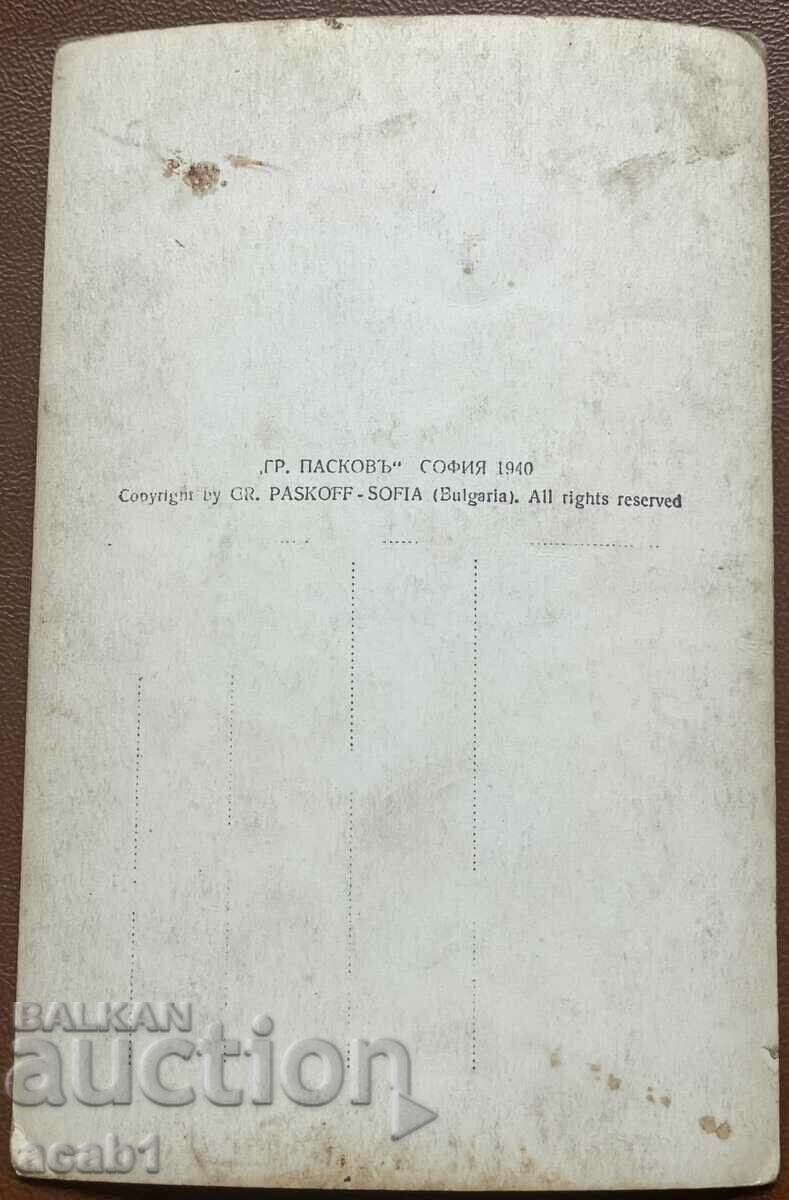 „ГР. ПАСКОВЪ“ СОФИЯ 1940
Copyright by GR. PASKOFF - SOFIA (Bulgaria). All rights reserved
BALKAN
auction
acab1